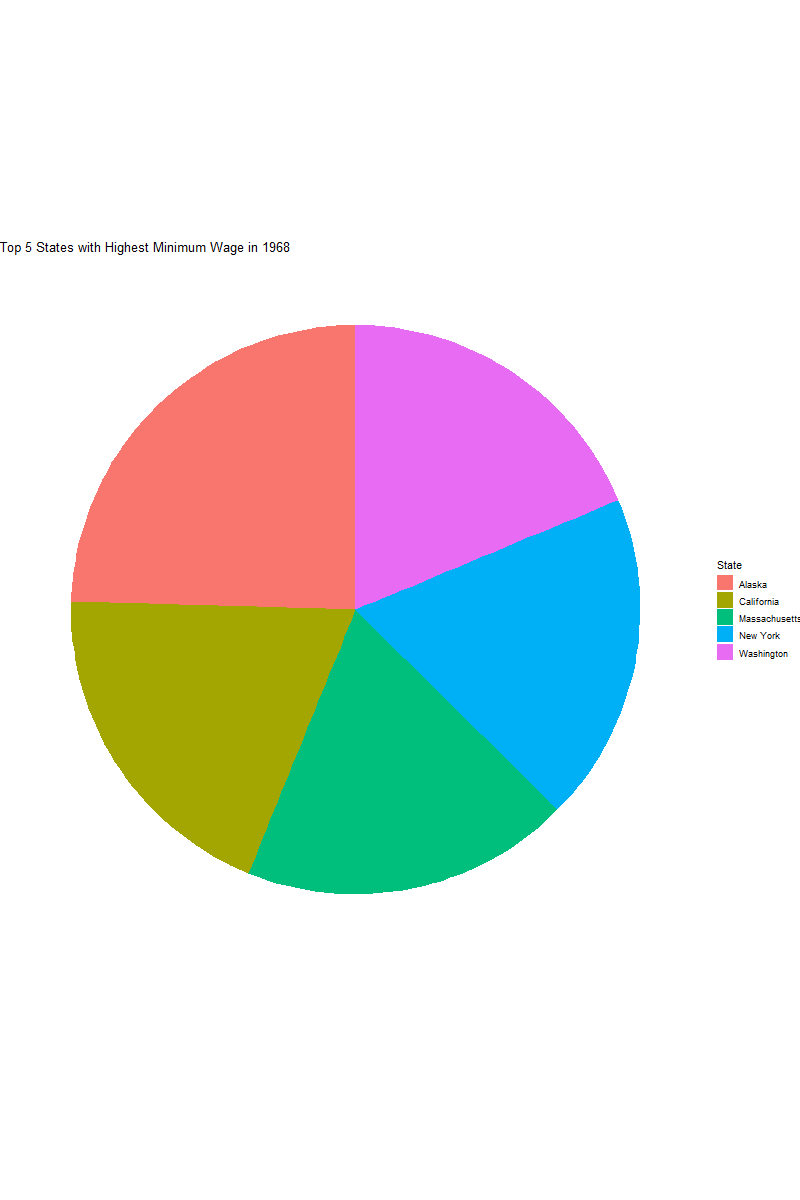 Top 5 States with Highest Minimum Wage in 1968
State
Alaska
California
Massachusetts
New York
Washington